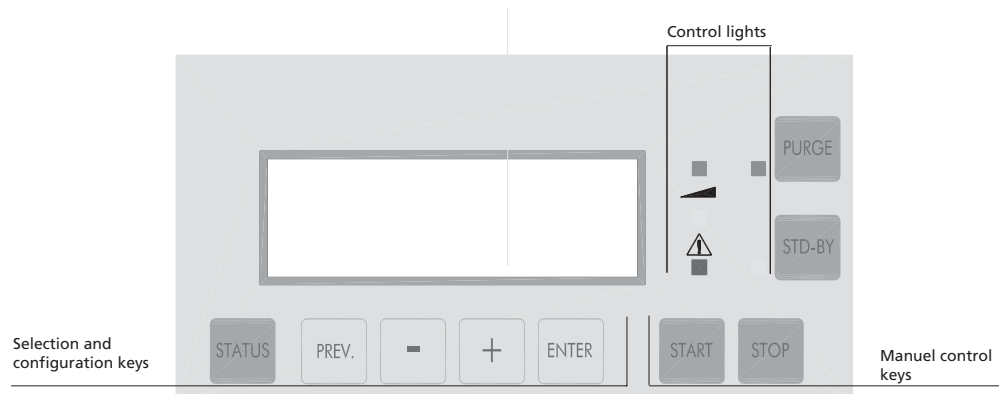 Control lights
PURGE
STD-BY
STATUS PREV. - + ENTER START STOP
Selection and
configuration keys
Manuel control
keys